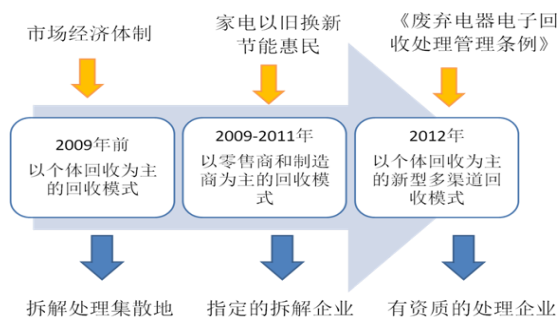 市场经济体制
家电以旧换新
节能惠民
《废弃电器电子回
收处理管理条例》
2009年前
以个体回收为主
的回收模式
2009-2011年
以零售商和制造
商为主的回收模
式
2012年
以个体回收为主
的新型多渠道回
收模式
拆解处理集散地
指定的拆解企业
有资质的处理企业